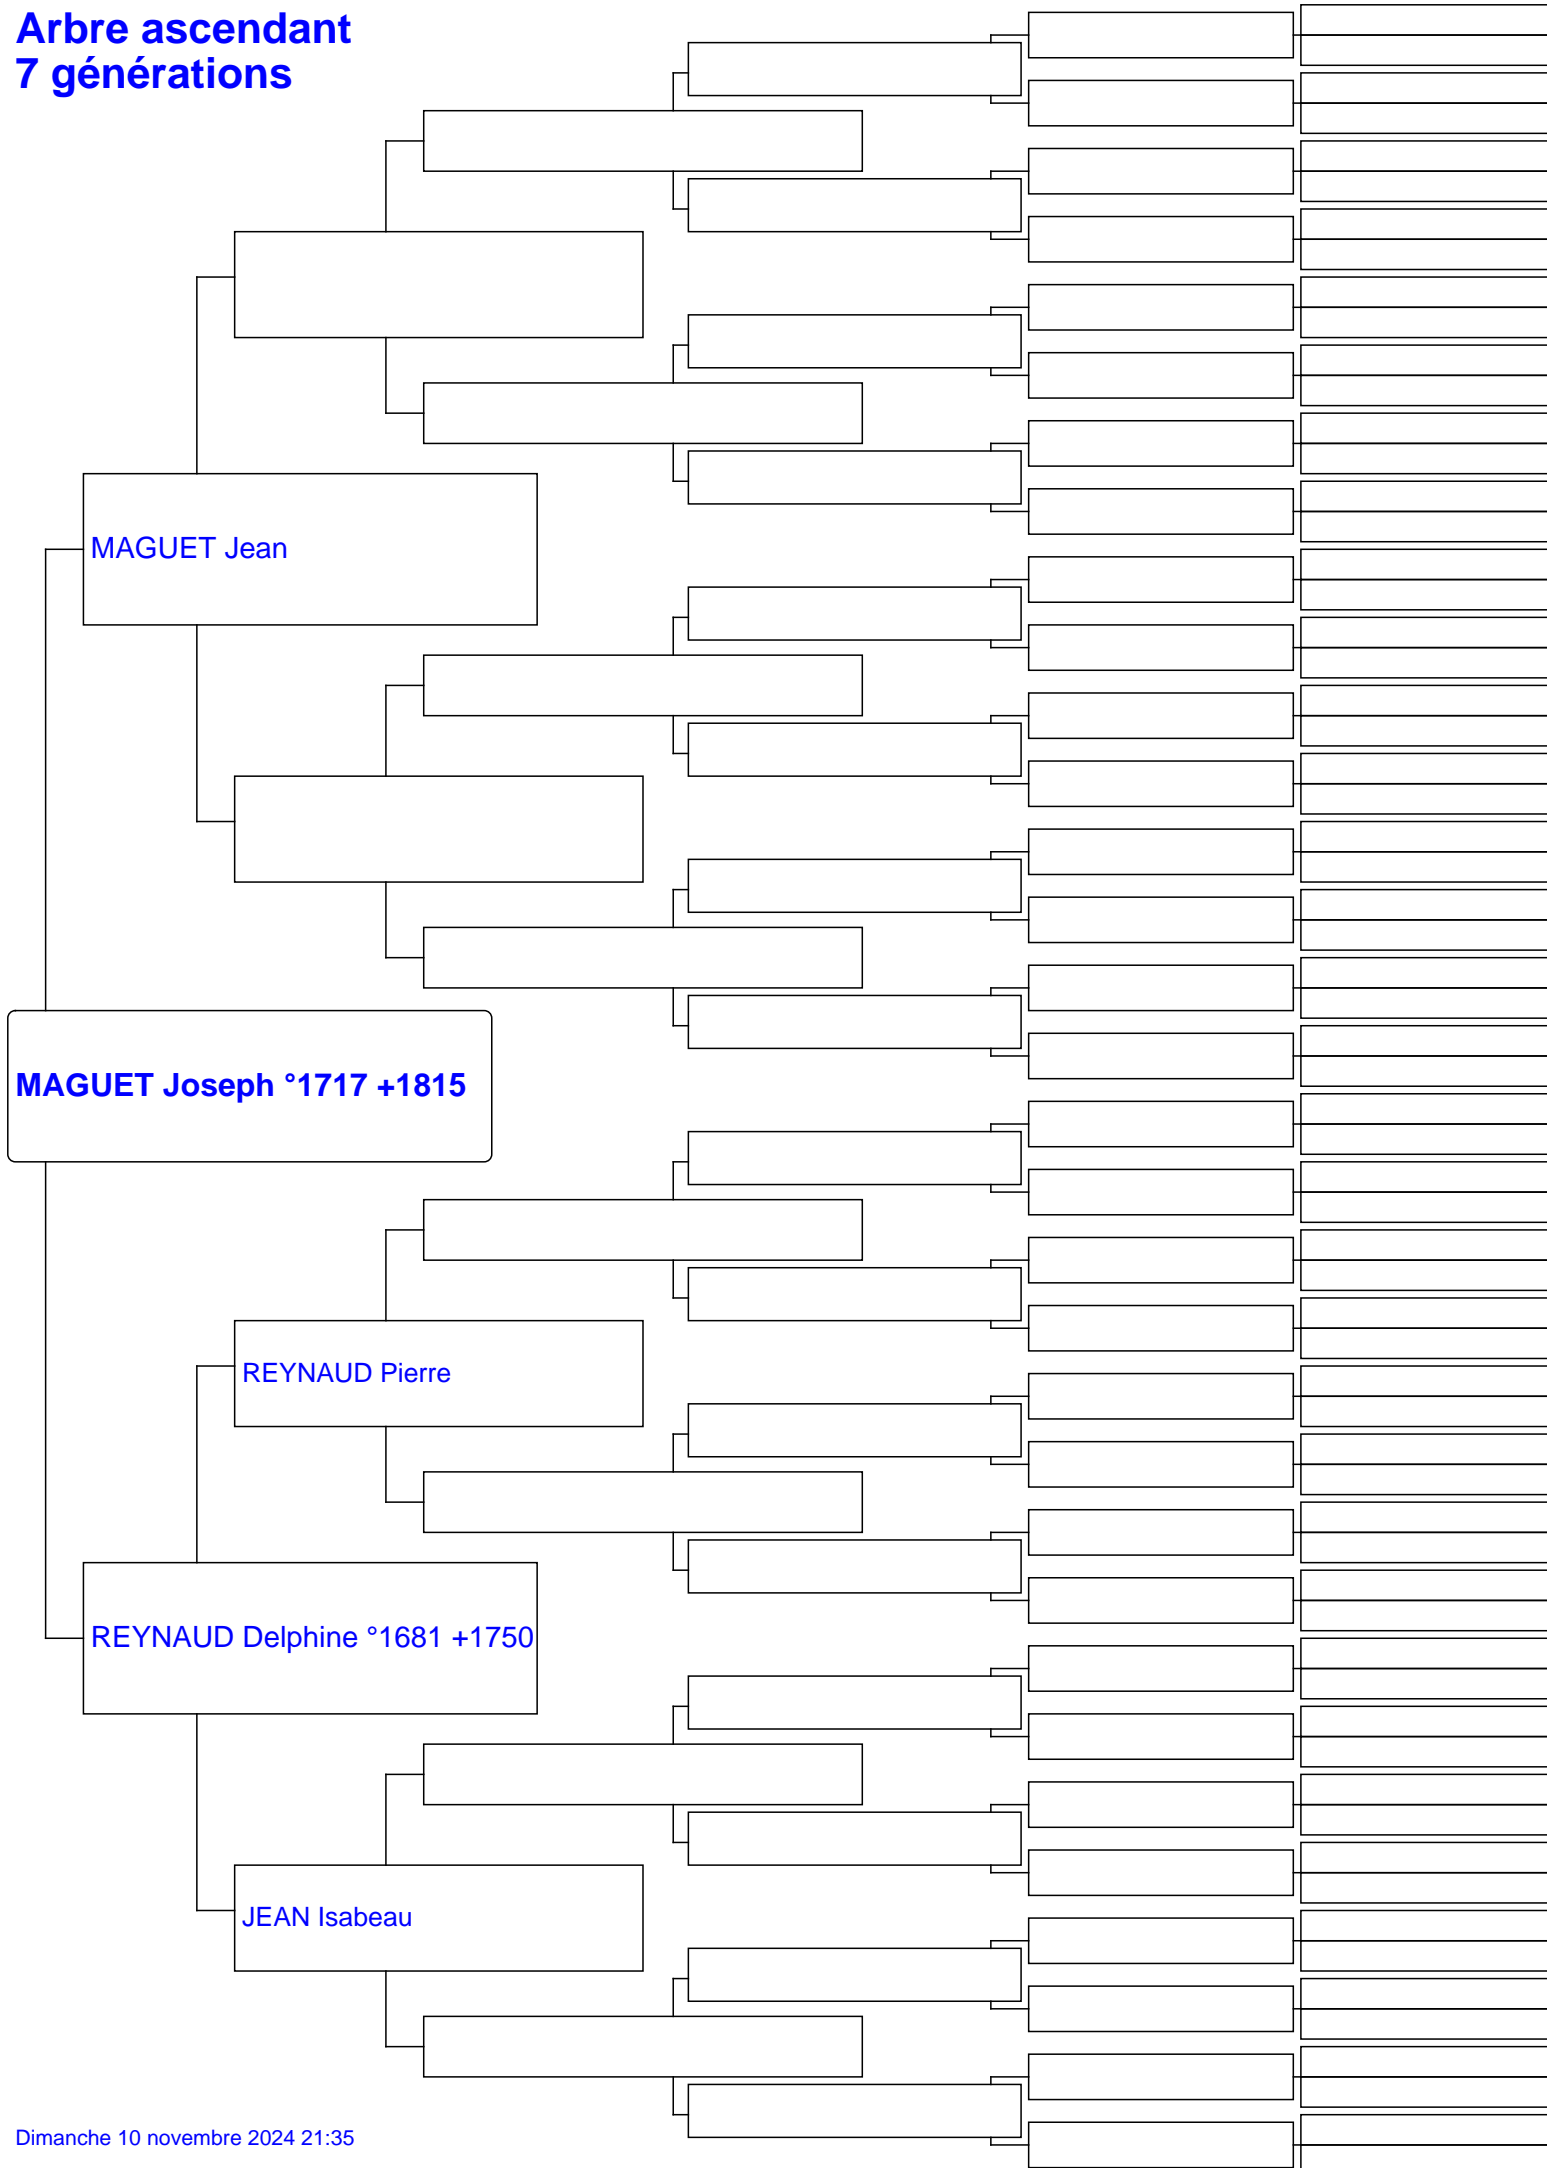 Arbre ascendant
7 générations
MAGUET Jean
MAGUET Joseph °1717 +1815
REYNAUD Pierre
REYNAUD Delphine °1681 +1750
JEAN Isabeau
Dimanche 10 novembre 2024 21:35